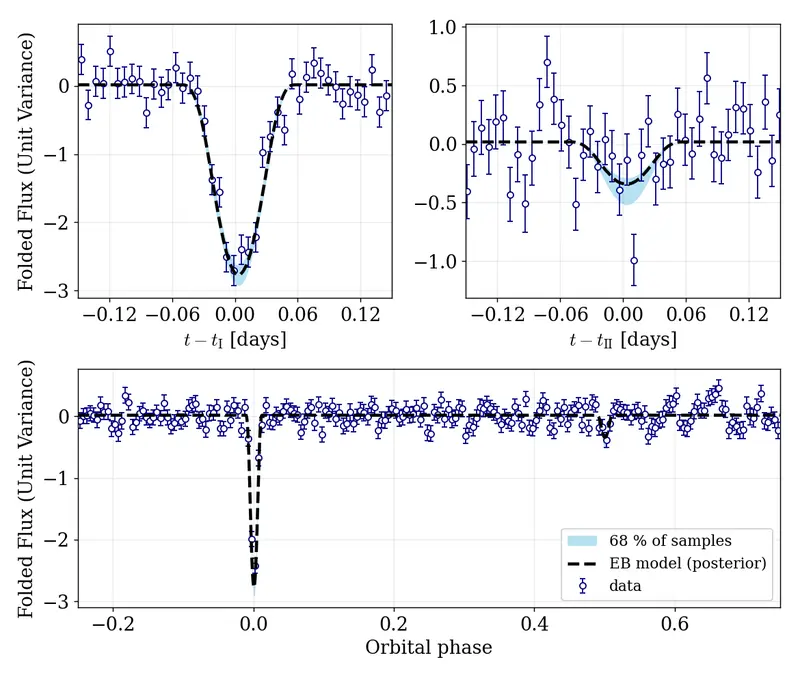 Folded Flux (Unit Variance)
0
−1
−2
−3
−0.12 −0.06 0.00 0.06 0.12
t − tI [days]
1.0
0.5
0.0
−0.5
−1.0
−0.12 −0.06 0.00 0.06 0.12
t − tII [days]
Folded Flux (Unit Variance)
0
−1
−2
−3
68 % of samples
EB model (posterior)
data
−0.2 0.0 0.2 0.4 0.6
Orbital phase